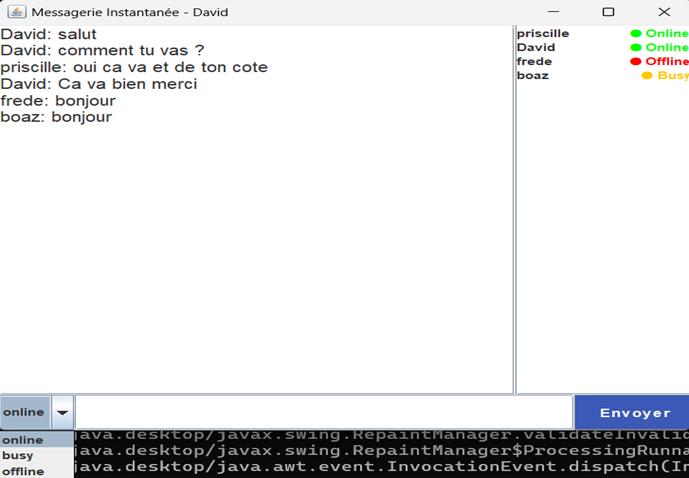 Messagerie Instantanée - David
David: salut
David: comment tu vas ?
priscille: oui ca va et de ton cote
David: Ca va bien merci
frede: bonjour
boaz: bonjour
priscille Online
David Online
frede Offline
boaz Busy
online
Envoyer
online
busy
offline
java.desktop/javax.swing.RepaintManager.validateInvalid
java.desktop/javax.swing.RepaintManager$ProcessingRunna
java.desktop/java.awt.event.InvocationEvent.dispatch(In